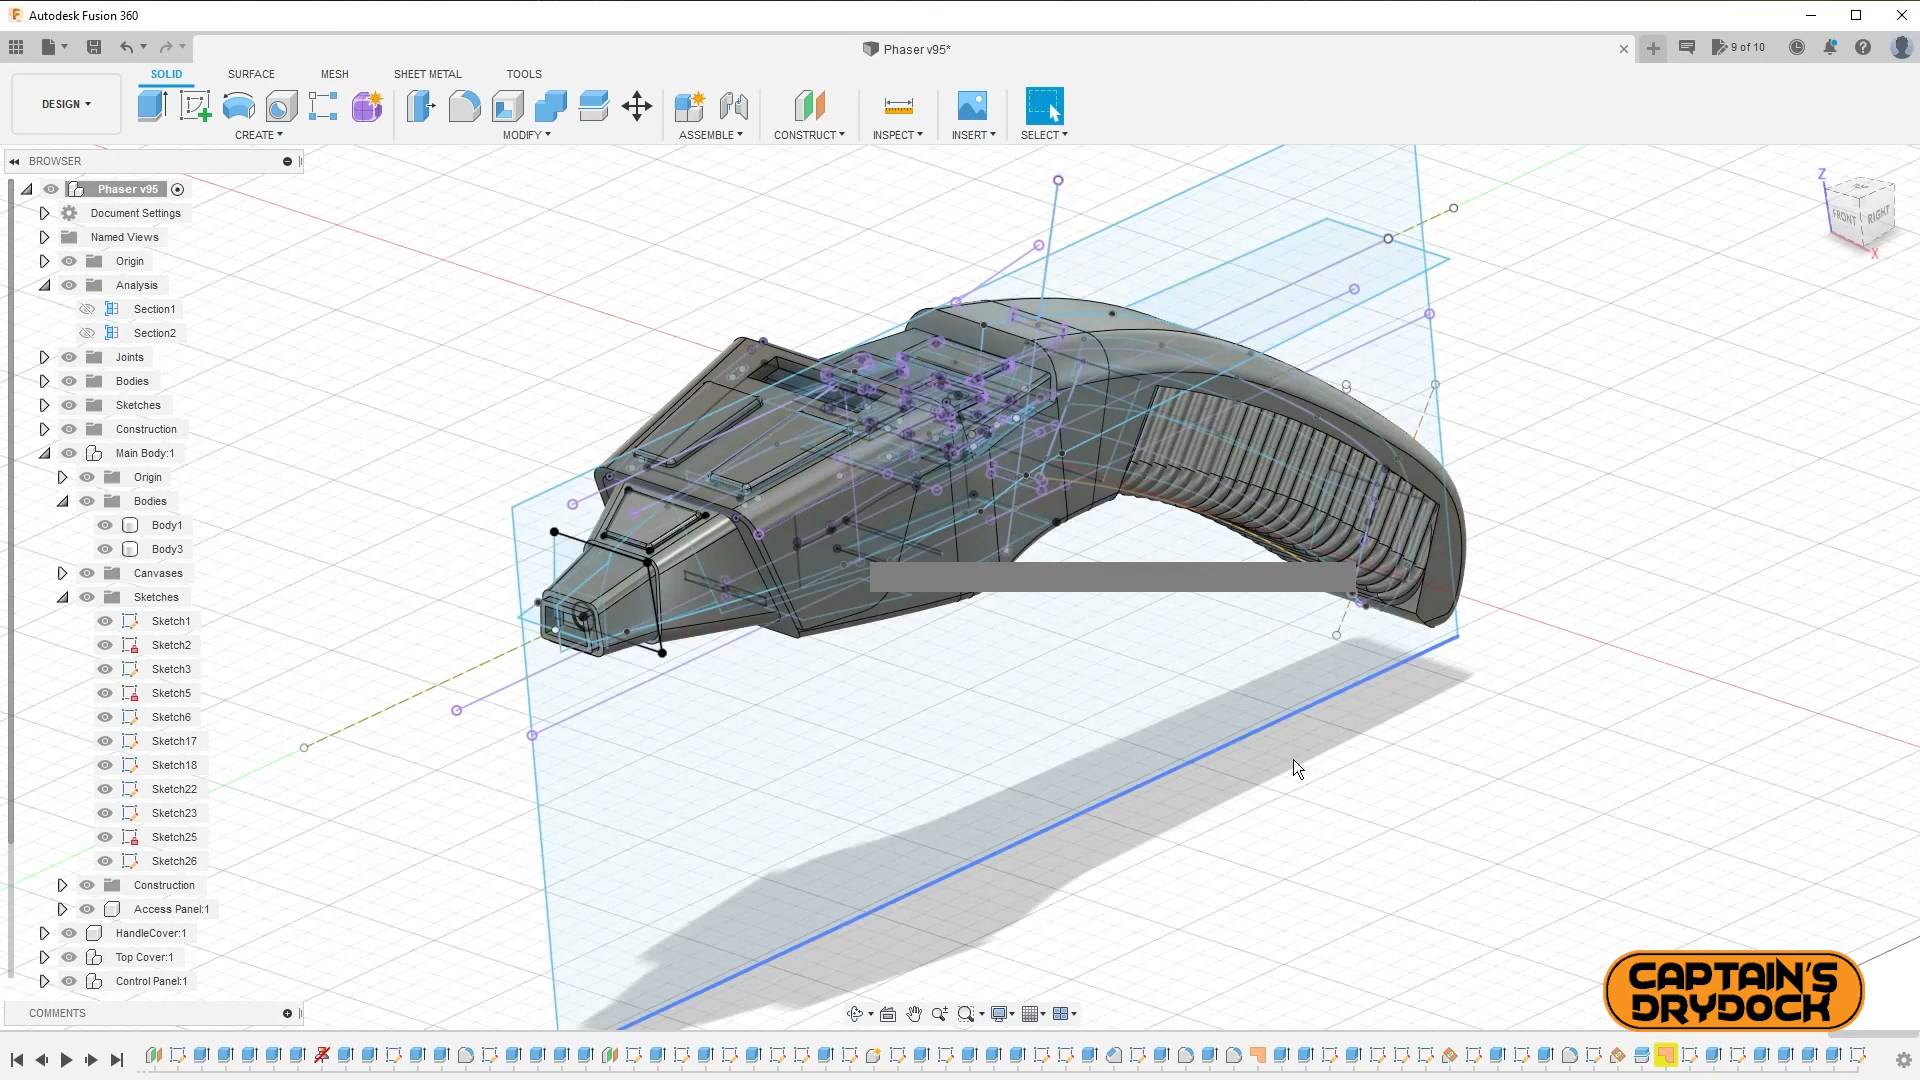 Autodesk Fusion 360
Phaser v95*
9 of 10
DESIGN
SOLID SURFACE MESH SHEET METAL TOOLS
CREATE MODIFY ASSEMBLE CONSTRUCT INSPECT INSERT SELECT
BROWSER
Phaser v95
Document Settings
Named Views
Origin
Analysis
Section1
Section2
Joints
Bodies
Sketches
Construction
Main Body:1
Origin
Bodies
Body1
Body3
Canvases
Sketches
Sketch1
Sketch2
Sketch3
Sketch5
Sketch6
Sketch17
Sketch18
Sketch22
Sketch23
Sketch25
Sketch26
Construction
Access Panel:1
HandleCover:1
Top Cover:1
Control Panel:1
COMMENTS
Z
FRONT RIGHT
X
CAPTAIN'S
DRYDOCK